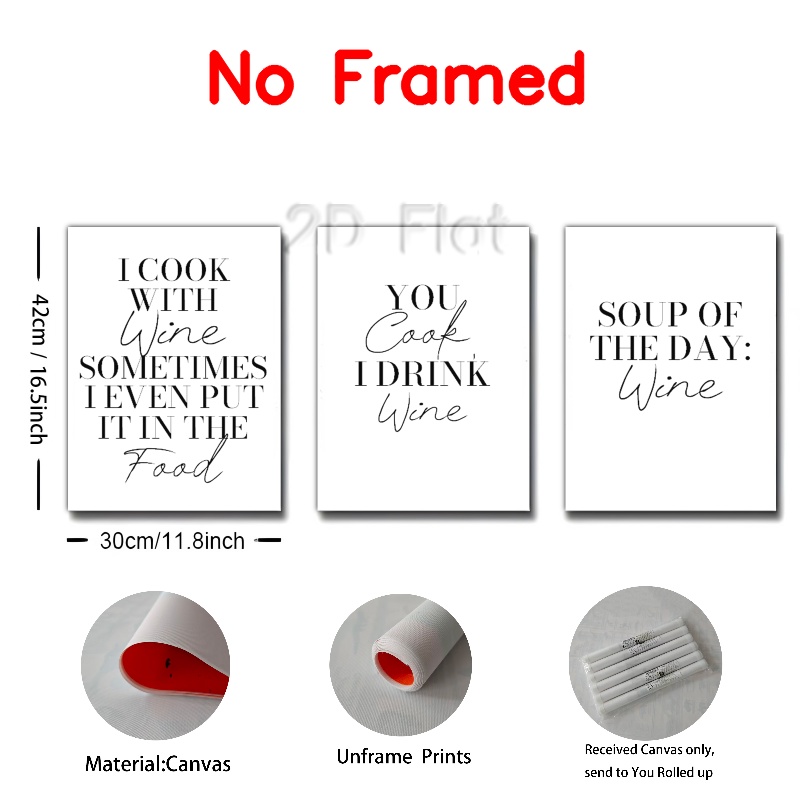 No Framed
2D Flat
I COOK
WITH
Wine
SOMETIMES
I EVEN PUT
IT IN THE
Food
YOU
Cook
I DRINK
Wine
SOUP OF
THE DAY:
Wine
42cm / 16.5inch
30cm/11.8inch
Material:Canvas
Unframe Prints
Received Canvas only,
send to You Rolled up